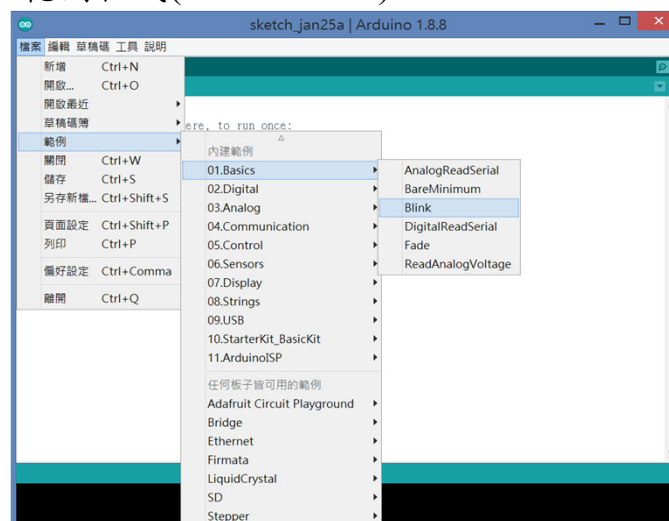 sketch_jan25a | Arduino 1.8.8
檔案 編輯 草稿碼 工具 說明
新增 Ctrl+N
開啟... Ctrl+O
開啟最近
草稿碼簿
範例
關閉 Ctrl+W
儲存 Ctrl+S
另存新檔... Ctrl+Shift+S
頁面設定 Ctrl+Shift+P
列印 Ctrl+P
偏好設定 Ctrl+Comma
離開 Ctrl+Q
ere, to run once:
內建範例
01.Basics
02.Digital
03.Analog
04.Communication
05.Control
06.Sensors
07.Display
08.Strings
09.USB
10.StarterKit_BasicKit
11.ArduinoISP
任何板子皆可用的範例
Adafruit Circuit Playground
Bridge
Ethernet
Firmata
LiquidCrystal
SD
Stepper
AnalogReadSerial
BareMinimum
Blink
DigitalReadSerial
Fade
ReadAnalogVoltage